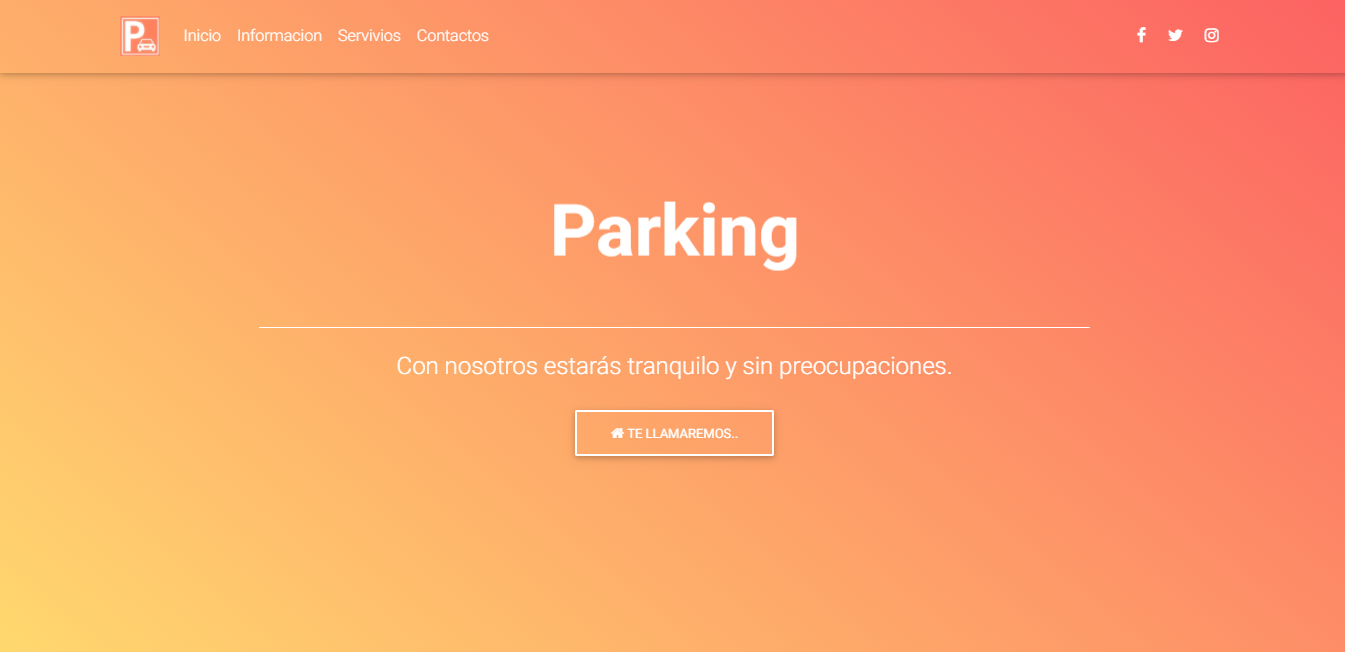 P
Inicio Informacion Servivios Contactos
Parking
Con nosotros estarás tranquilo y sin preocupaciones.
TE LLAMAREMOS..